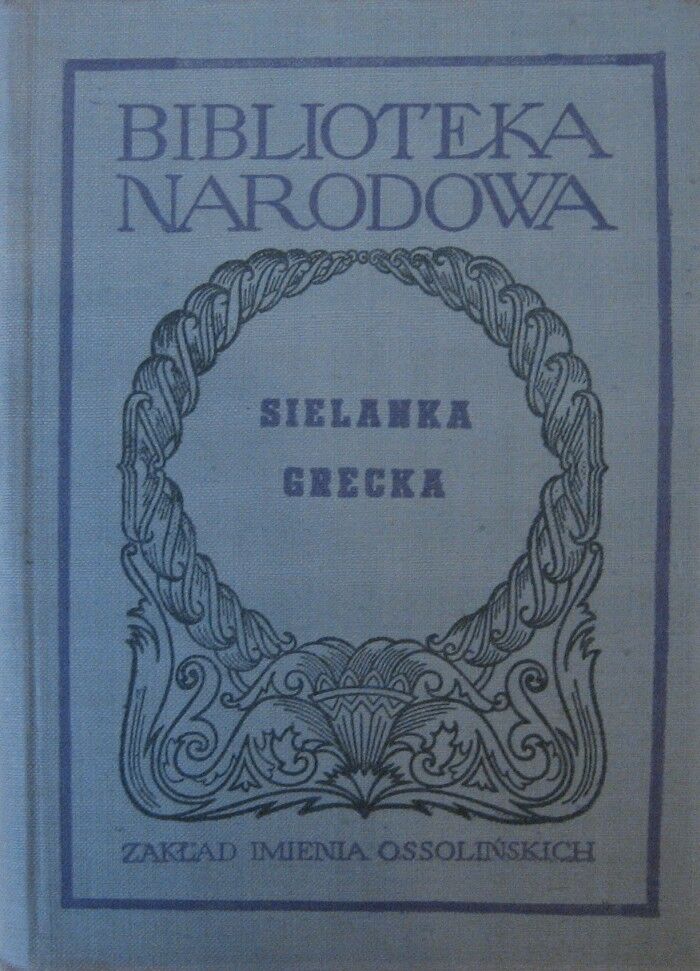 BIBLIOTEKA
NARODOWA
SIELANKA
GRECKA
ZAKŁAD IMIENIA OSSOLIŃSKICH